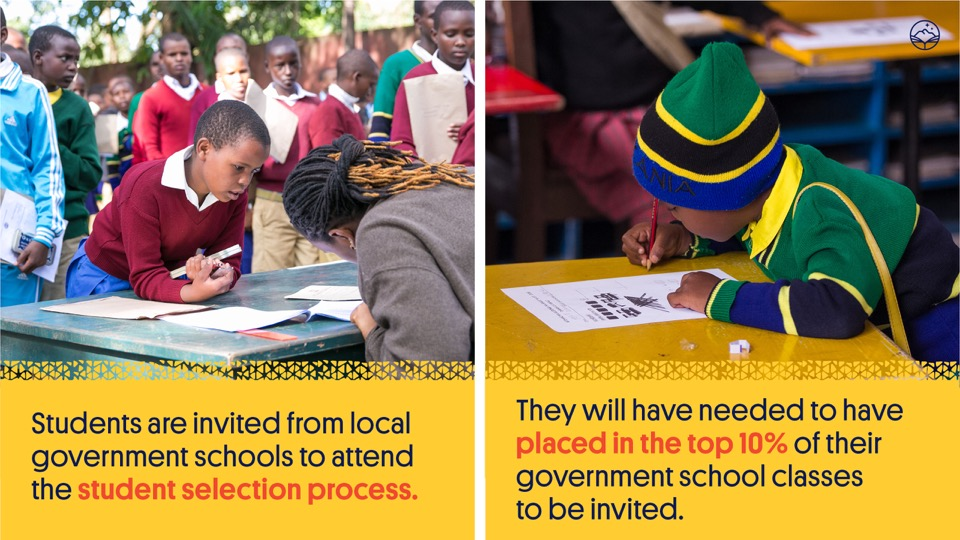 Students are invited from local
government schools to attend
the student selection process.
NIA
They will have needed to have
placed in the top 10% of their
government school classes
to be invited.